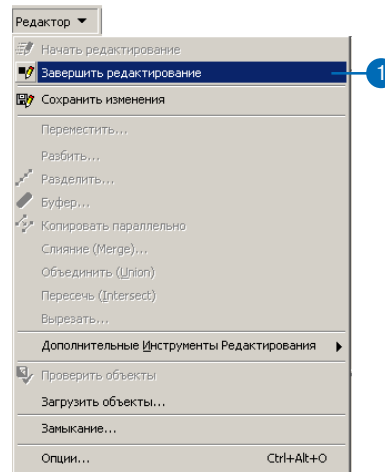 Редактор
Начать редактирование
Завершить редактирование
1
Сохранить изменения
Переместить...
Разбить...
Разделить...
Буфер...
Копировать параллельно
Слияние (Merge)...
Объединить (Union)
Пересечь (Intersect)
Вырезать...
Дополнительные Инструменты Редактирования
Проверить объекты
Загрузить объекты...
Замыкание...
Опции... Ctrl+Alt+O